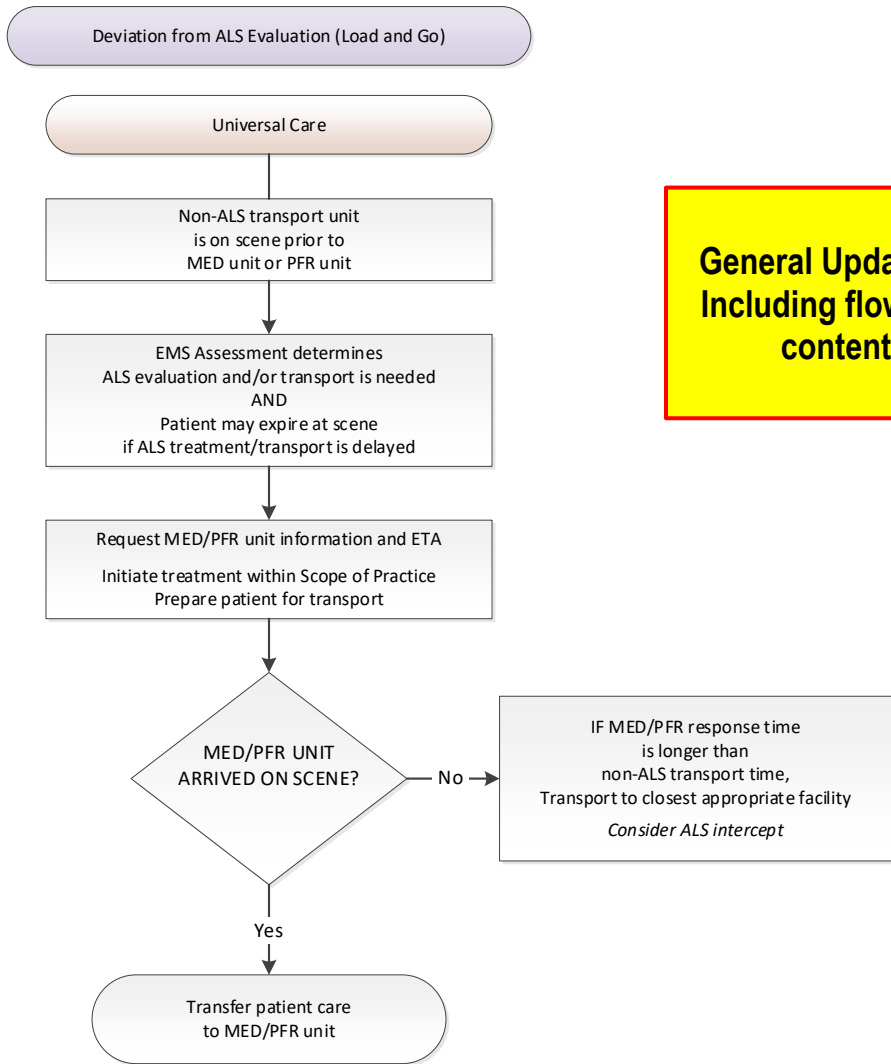 Deviation from ALS Evaluation (Load and Go)
Universal Care
Non-ALS transport unit
is on scene prior to
MED unit or PFR unit
General Upda
Including flow
content
EMS Assessment determines
ALS evaluation and/or transport is needed
AND
Patient may expire at scene
if ALS treatment/transport is delayed
Request MED/PFR unit information and ETA
Initiate treatment within Scope of Practice
Prepare patient for transport
MED/PFR UNIT
ARRIVED ON SCENE?
No
IF MED/PFR response time
is longer than
non-ALS transport time,
Transport to closest appropriate facility
Consider ALS intercept
Yes
Transfer patient care
to MED/PFR unit